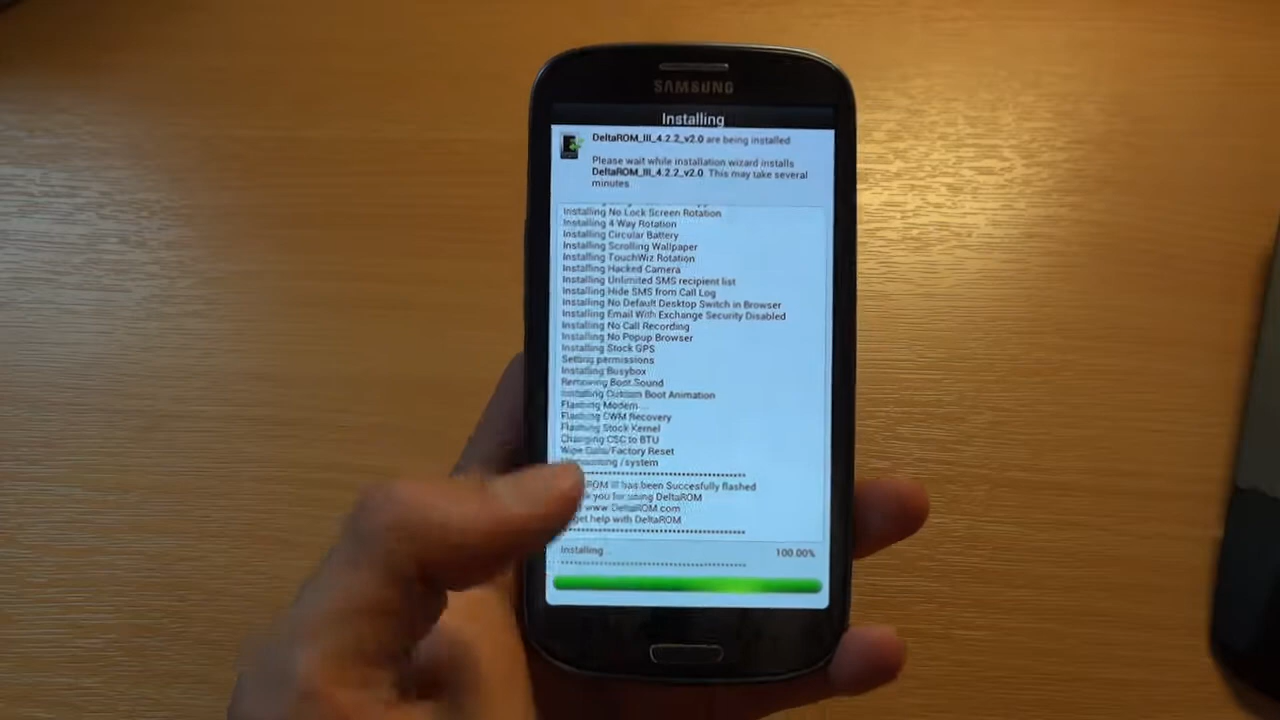 SAMSUNG
Installing
DeltaROM_III_4.2.2_v2.0 are being installed
Please wait while installation wizard installs
DeltaROM_III_4.2.2_v2.0. This may take several
minutes.
Installing No Lock Screen Rotation
Installing 4 Way Rotation
Installing Circular Battery
Installing Scrolling Wallpaper
Installing TouchWiz Rotation
Installing Hacked Camera
Installing Unlimited SMS recipient list
Installing Hide SMS from Call Log
Installing No Default Desktop Switch in Browser
Installing Email With Exchange Security Disabled
Installing No Call Recording
Installing No Popup Browser
Installing Stock GPS
Setting permissions
Installing Busybox
Removing Boot Sound
Installing Custom Boot Animation
Flashing Modem...
Flashing CWM Recovery
Flashing Stock Kernel
Changing CSC to BTU
Wipe Data/Factory Reset
Unmounting /system
ROM III has been Succesfully flashed
you for using DeltaROM
www.DeltaROM.com
get help with DeltaROM
Installing... 100.00%